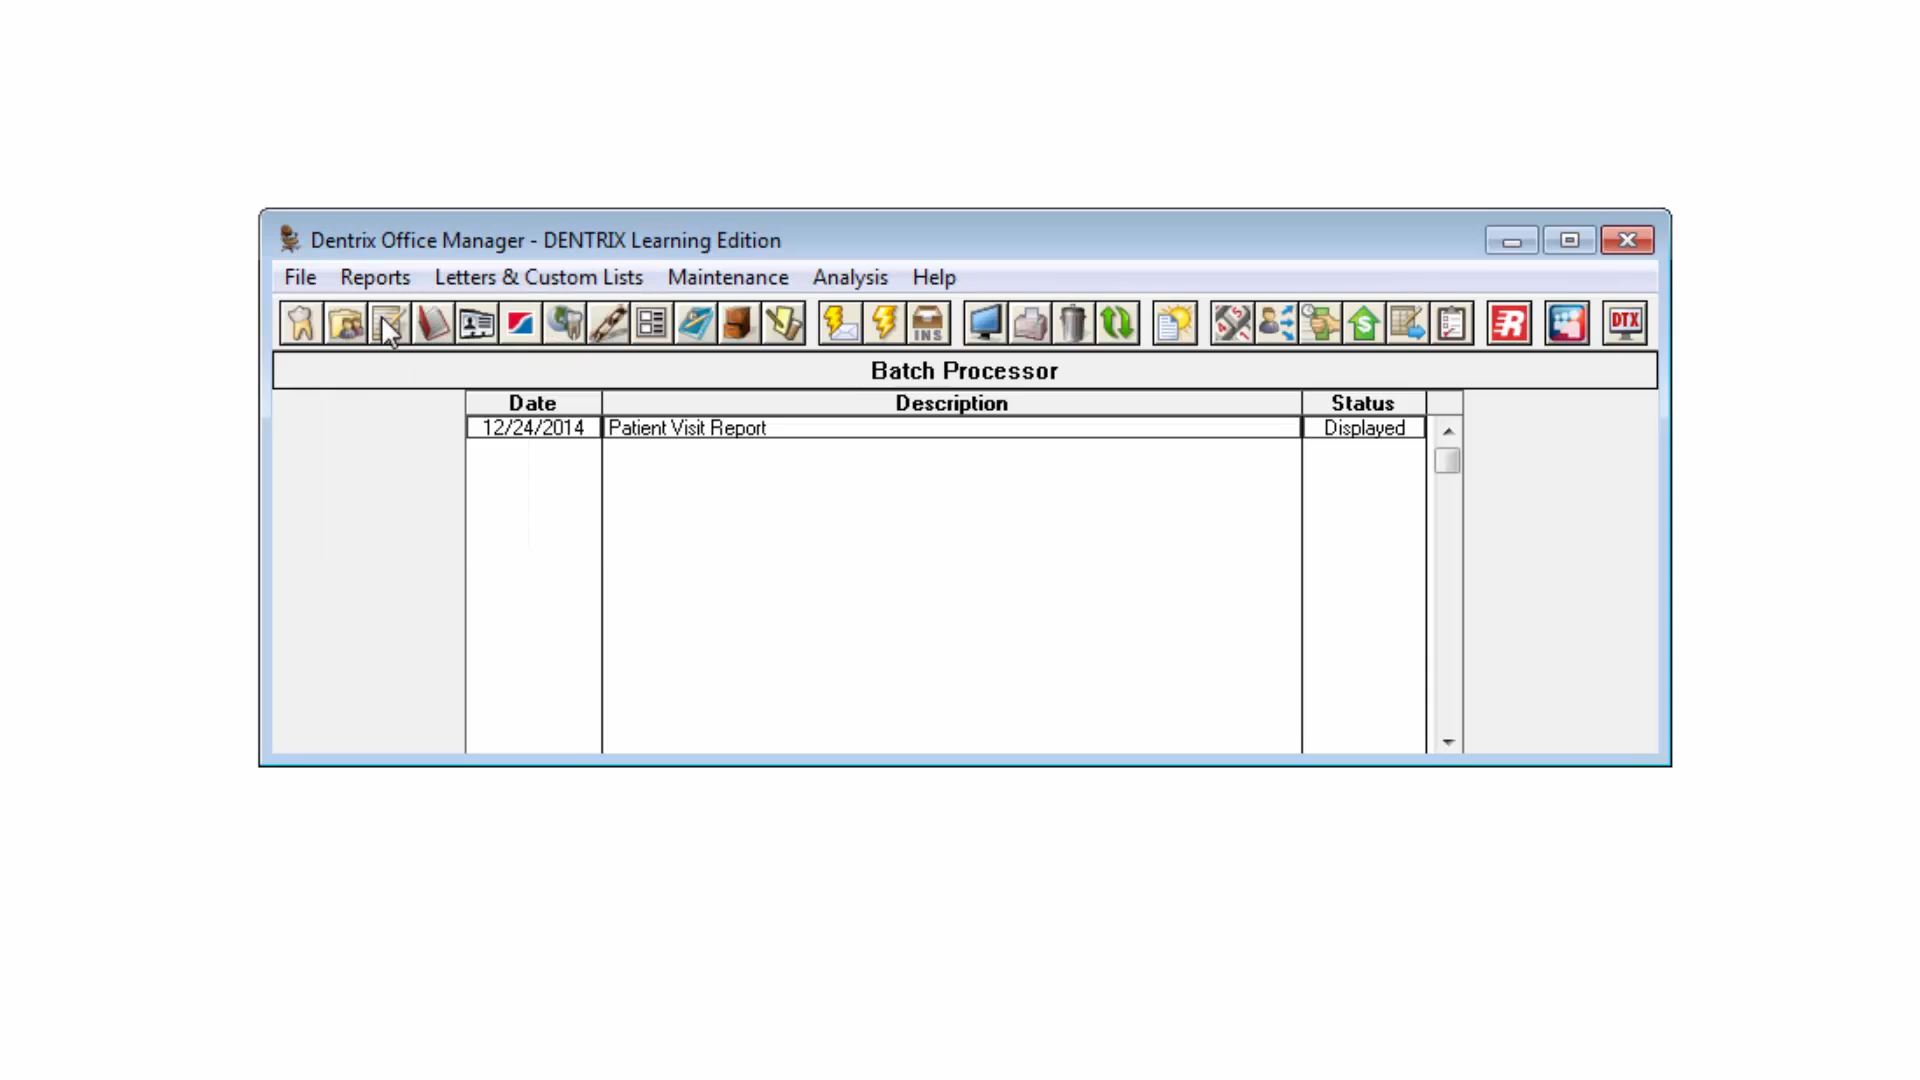 Dentrix Office Manager - DENTRIX Learning Edition
File Reports Letters & Custom Lists Maintenance Analysis Help
INS
DTX
Batch Processor
Date Description Status
12/24/2014 Patient Visit Report Displayed